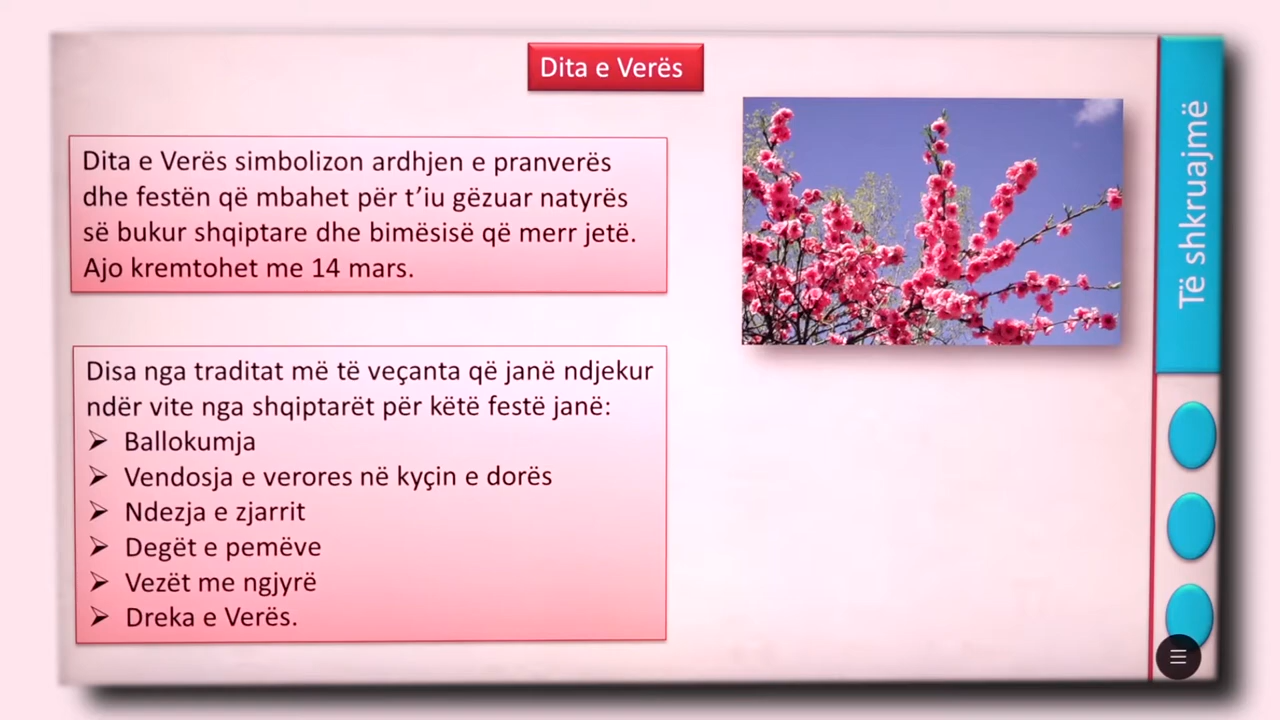 Dita e Verës
Dita e Verës simbolizon ardhjen e pranverës
dhe festën që mbahet për t’iu gëzuar natyrës
së bukur shqiptare dhe bimësisë që merr jetë.
Ajo kremtohet me 14 mars.
Disa nga traditat më të veçanta që janë ndjekur
ndër vite nga shqiptarët për këtë festë janë:
➢ Ballokumja
➢ Vendosja e verores në kyçin e dorës
➢ Ndezja e zjarrit
➢ Degët e pemëve
➢ Vezët me ngjyrë
➢ Dreka e Verës.
Të shkruajmë